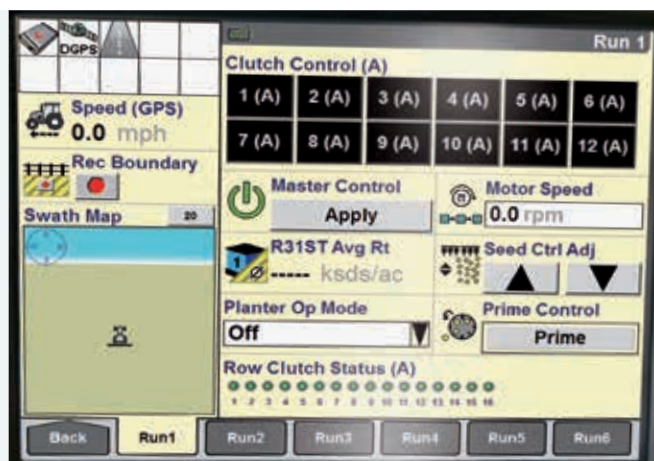 DGPS
Run 1
Speed (GPS)
0.0 mph
Rec Boundary
Swath Map 20
Clutch Control (A)
1 (A) 2 (A) 3 (A) 4 (A) 5 (A) 6 (A)
7 (A) 8 (A) 9 (A) 10 (A) 11 (A) 12 (A)
Master Control
Apply
Motor Speed
0.0 rpm
R31ST Avg Rt
1 ----- ksds/ac
Seed Ctrl Adj
Planter Op Mode
Off
Prime Control
Prime
Row Clutch Status (A)
1 2 3 4 5 6 7 8 9 10 11 12 13 14 15 16
Back Run1 Run2 Run3 Run4 Run5 Run6